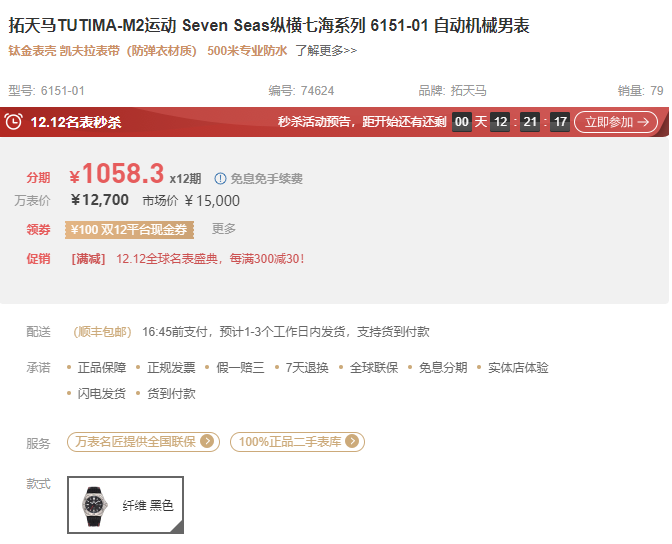 拓天马TUTIMA-M2运动 Seven Seas纵横七海系列 6151-01 自动机械男表
钛金表壳 凯夫拉表带（防弹衣材质） 500米专业防水 了解更多>>
型号: 6151-01 编号: 74624 品牌: 拓天马 销量: 79
12.12名表秒杀 秒杀活动预告，距开始还有还剩 00 天 12 : 21 : 17 立即参加
分期 ¥1058.3 x12期 免息免手续费
万表价 ¥12,700 市场价 ¥15,000
领券 ¥100 双12平台现金券 更多
促销 [满减] 12.12全球名表盛典，每满300减30！
配送 （顺丰包邮） 16:45前支付，预计1-3个工作日内发货，支持货到付款
承诺 • 正品保障 • 正规发票 • 假一赔三 • 7天退换 • 全球联保 • 免息分期 • 实体店体验
• 闪电发货 • 货到付款
服务 万表名匠提供全国联保 100%正品二手表库
款式 纤维 黑色